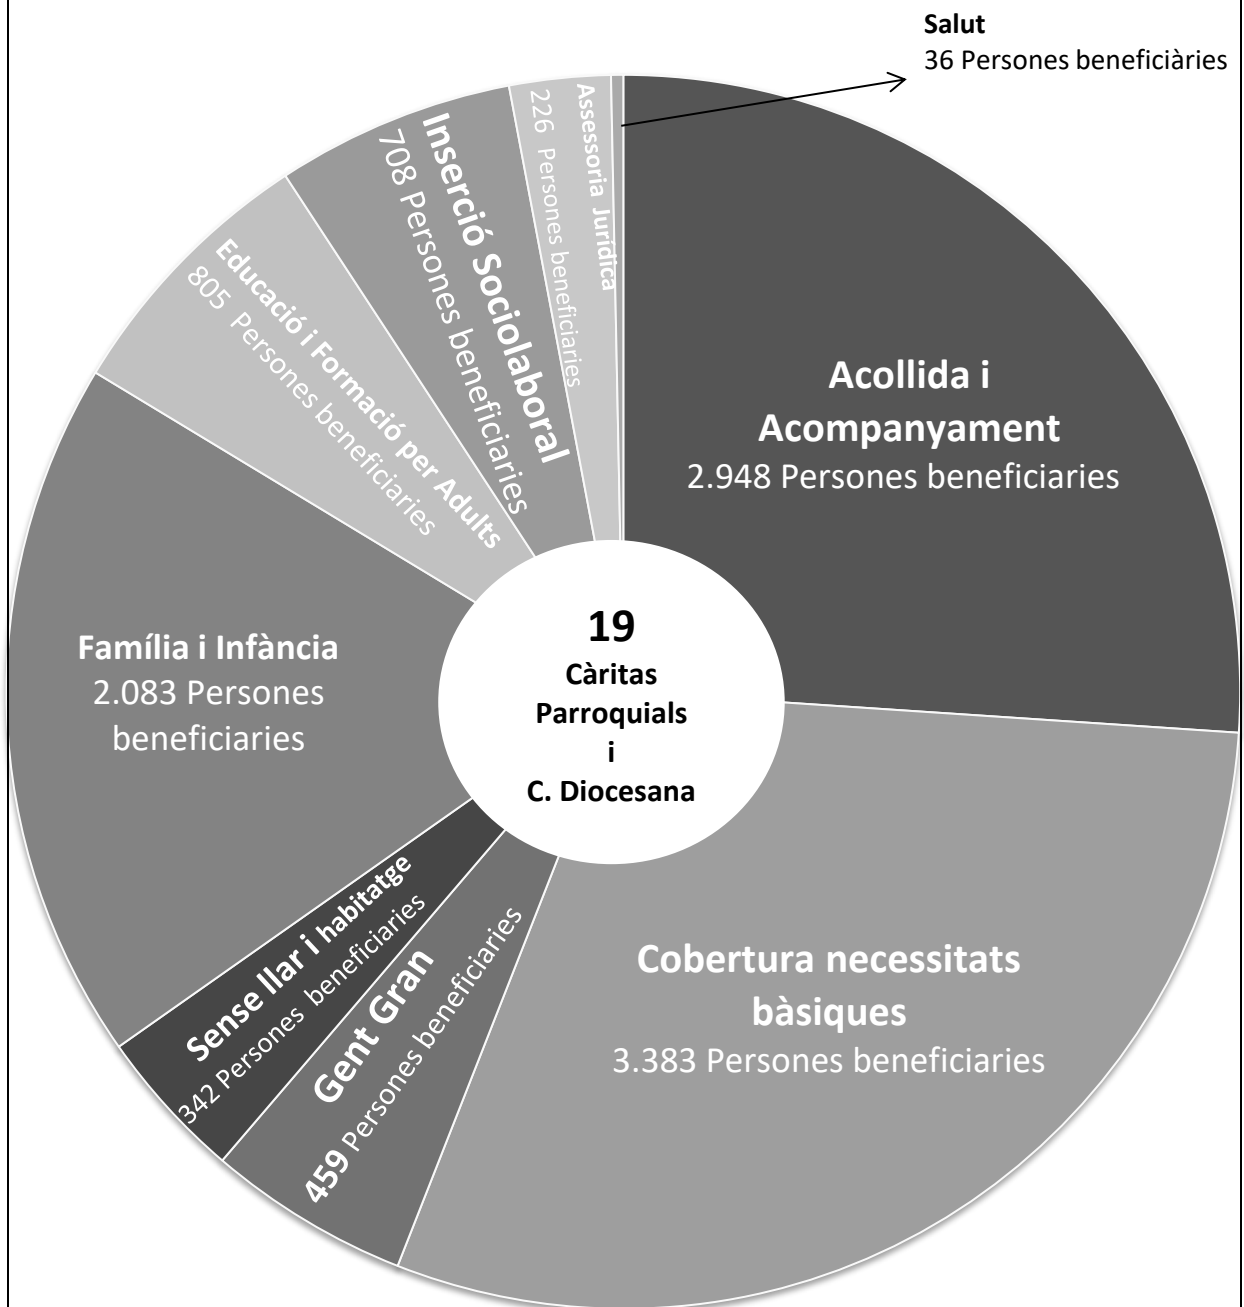 Salut
36 Persones beneficiàries
Assessoria Jurídica
226 Persones beneficiaries
Inserció Sociolaboral
708 Persones beneficiaries
Educació i Formació per Adults
805 Persones beneficiaries
Acollida i
Acompanyament
2.948 Persones beneficiaries
Família i Infància
2.083 Persones
beneficiaries
19
Càritas
Parroquials
i
C. Diocesana
Sense llar i habitatge
342 Persones beneficiaries
Gent Gran
459 Persones beneficiaries
Cobertura necessitats
bàsiques
3.383 Persones beneficiaries